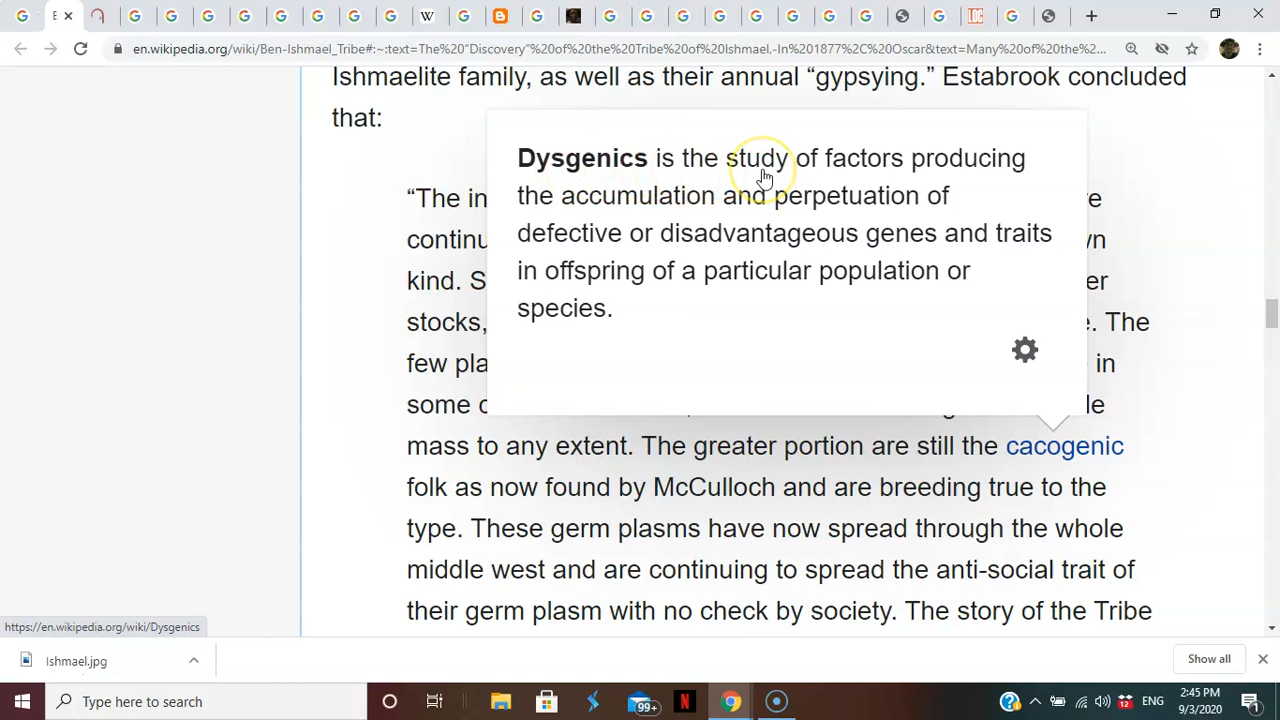 E
W
LOC
en.wikipedia.org/wiki/Ben-Ishmael_Tribe#:~:text=The%20"Discovery"%20of%20the%20Tribe%20of%20Ishmael,-In%201877%2C%20Oscar&text=Many%20of%20the%2...
Ishmaelite family, as well as their annual “gypsying.” Estabrook concluded
that:
Dysgenics is the study of factors producing
the accumulation and perpetuation of
defective or disadvantageous genes and traits
in offspring of a particular population or
species.
“The in
continu
kind. S
stocks, e. The
few pla in
some o
mass to any extent. The greater portion are still the cacogenic
folk as now found by McCulloch and are breeding true to the
type. These germ plasms have now spread through the whole
middle west and are continuing to spread the anti-social trait of
their germ plasm with no check by society. The story of the Tribe
https://en.wikipedia.org/wiki/Dysgenics
Ishmael.jpg
Show all
Type here to search
99+
12
ENG
2:45 PM
9/3/2020
1